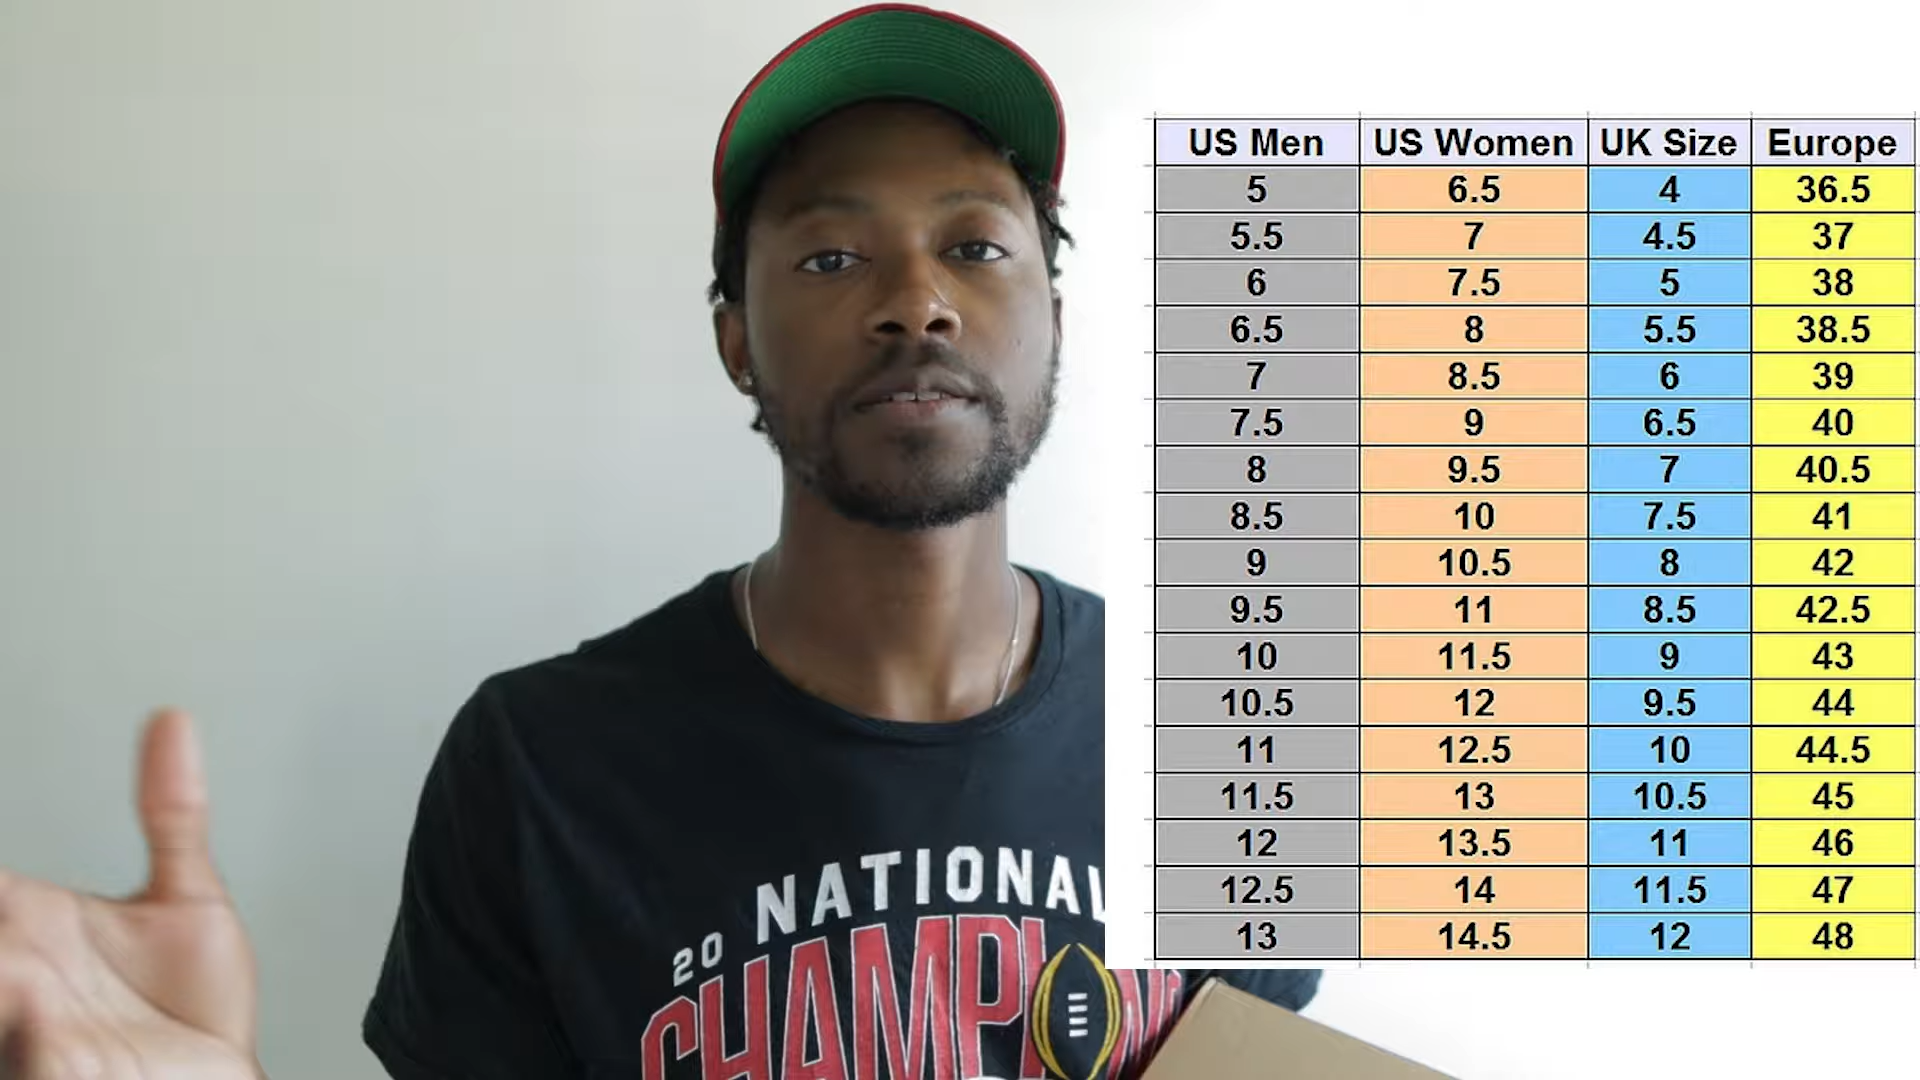 US Men US Women UK Size Europe
5 6.5 4 36.5
5.5 7 4.5 37
6 7.5 5 38
6.5 8 5.5 38.5
7 8.5 6 39
7.5 9 6.5 40
8 9.5 7 40.5
8.5 10 7.5 41
9 10.5 8 42
9.5 11 8.5 42.5
10 11.5 9 43
10.5 12 9.5 44
11 12.5 10 44.5
11.5 13 10.5 45
12 13.5 11 46
12.5 14 11.5 47
13 14.5 12 48
20 NATIONAL